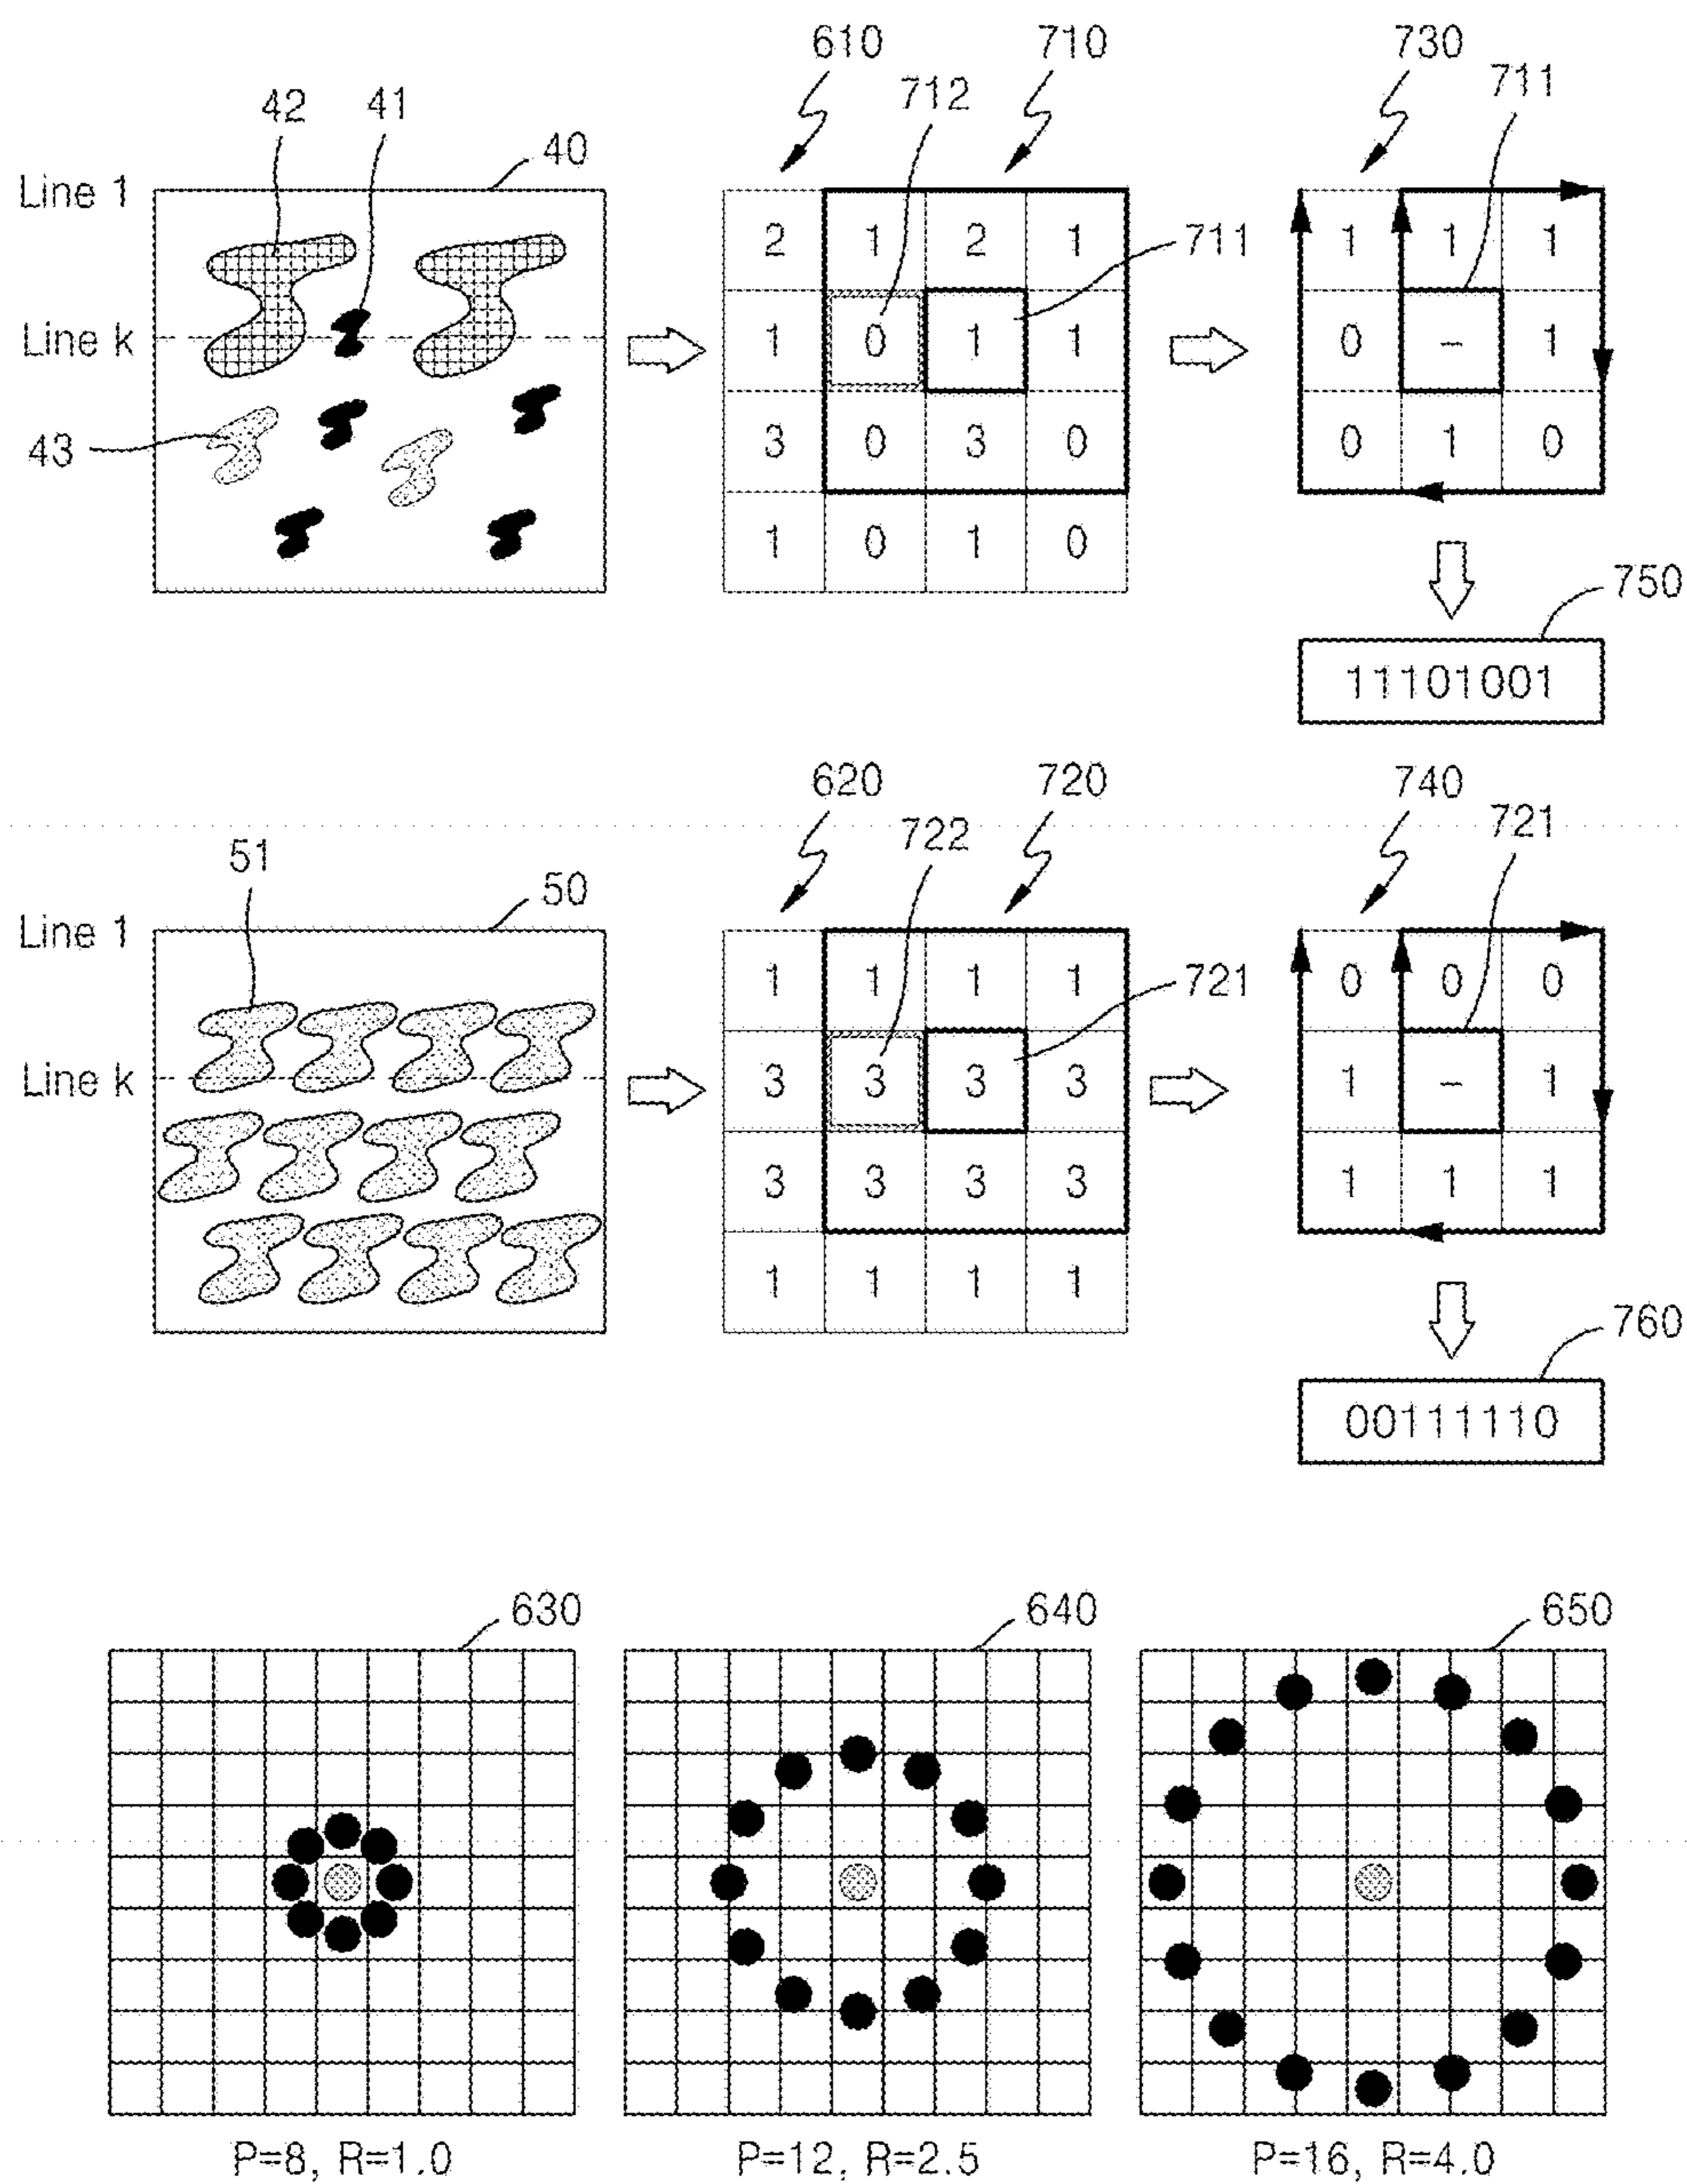 610 710 730
42 41 712 711
40
Line 1
2 1 2 1 711 1 1 1
Line k 1 0 1 1 0 – 1
43 3 0 3 0 0 1 0
1 0 1 0
750
11101001
620 720 740
51 722 721
50
Line 1
1 1 1 1 721 0 0 0
Line k 3 3 3 3 1 – 1
3 3 3 3 1 1 1
1 1 1 1
760
00111110
630 640 650
P=8, R=1.0 P=12, R=2.5 P=16, R=4.0